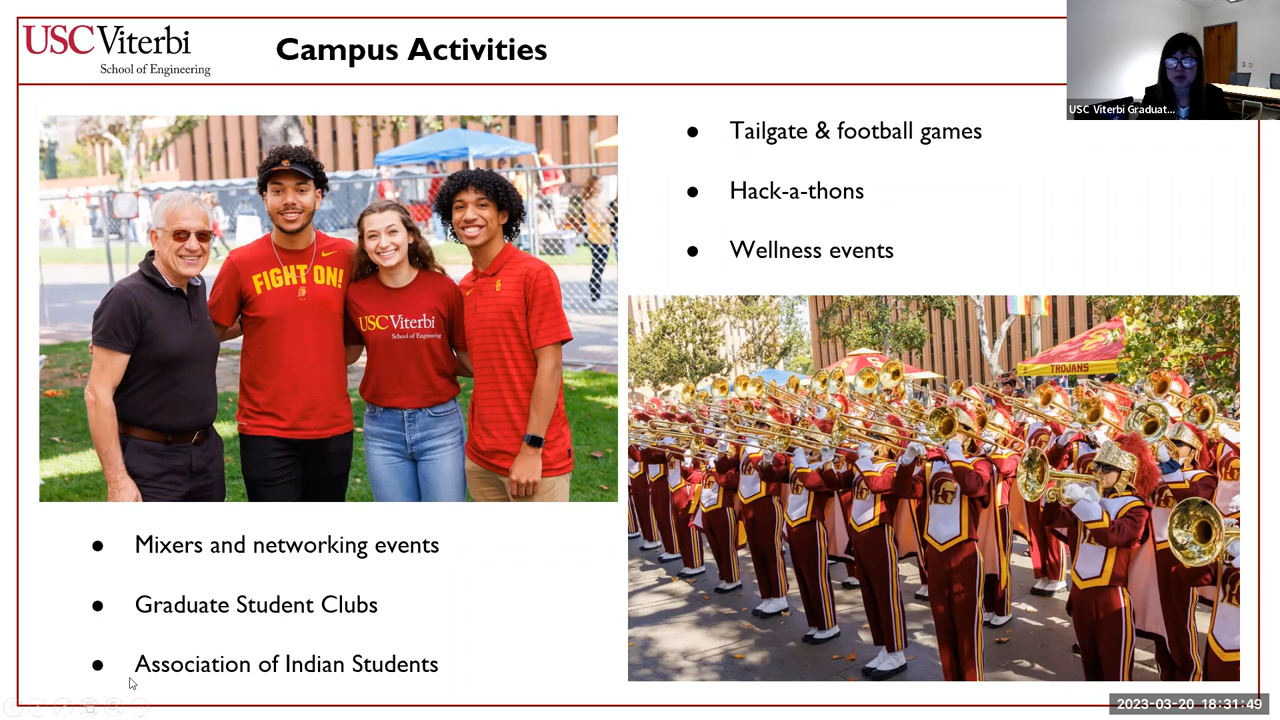 USC Viterbi
School of Engineering
Campus Activities
USC Viterbi Graduat...
Tailgate & football games
Hack-a-thons
Wellness events
FIGHT ON!
USC Viterbi
School of Engineering
TROJANS
Mixers and networking events
Graduate Student Clubs
Association of Indian Students
2023-03-20 18:31:49